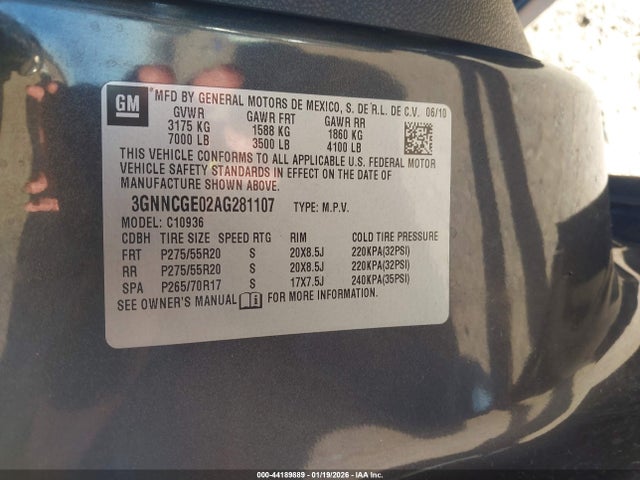 GM
*MFD BY GENERAL MOTORS DE MEXICO, S. DE R.L. DE C.V. 06/10
GVWR GAWR FRT GAWR RR
3175 KG 1588 KG 1860 KG
7000 LB 3500 LB 4100 LB
THIS VEHICLE CONFORMS TO ALL APPLICABLE U.S. FEDERAL MOTOR
VEHICLE SAFETY STANDARDS IN EFFECT ON THE DATE OF
MANUFACTURE SHOWN ABOVE.
3GNNCGE02AG281107 TYPE: M.P.V.
MODEL: C10936
CDBH TIRE SIZE SPEED RTG RIM COLD TIRE PRESSURE
FRT P275/55R20 S 20X8.5J 220KPA(32PSI)
RR P275/55R20 S 20X8.5J 220KPA(32PSI)
SPA P265/70R17 S 17X7.5J 240KPA(35PSI)
SEE OWNER'S MANUAL FOR MORE INFORMATION.
000-44189889 - 01/19/2026 - IAAI.COM